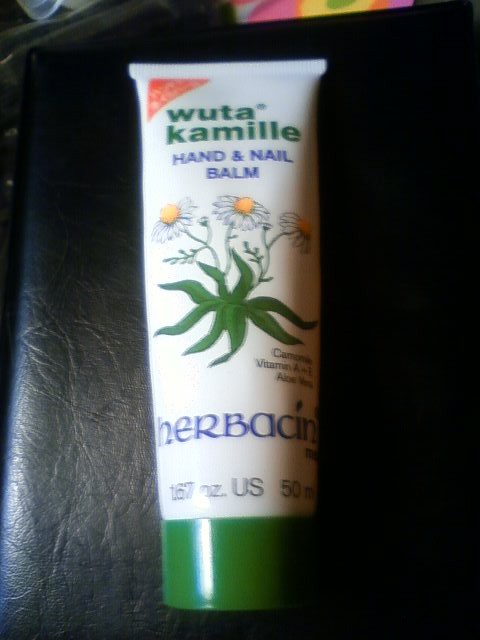 wuta®
kamille
HAND & NAIL
BALM
Camomile
Vitamin A + E
Aloe Vera
herbacin
1.67 oz. US 50 m